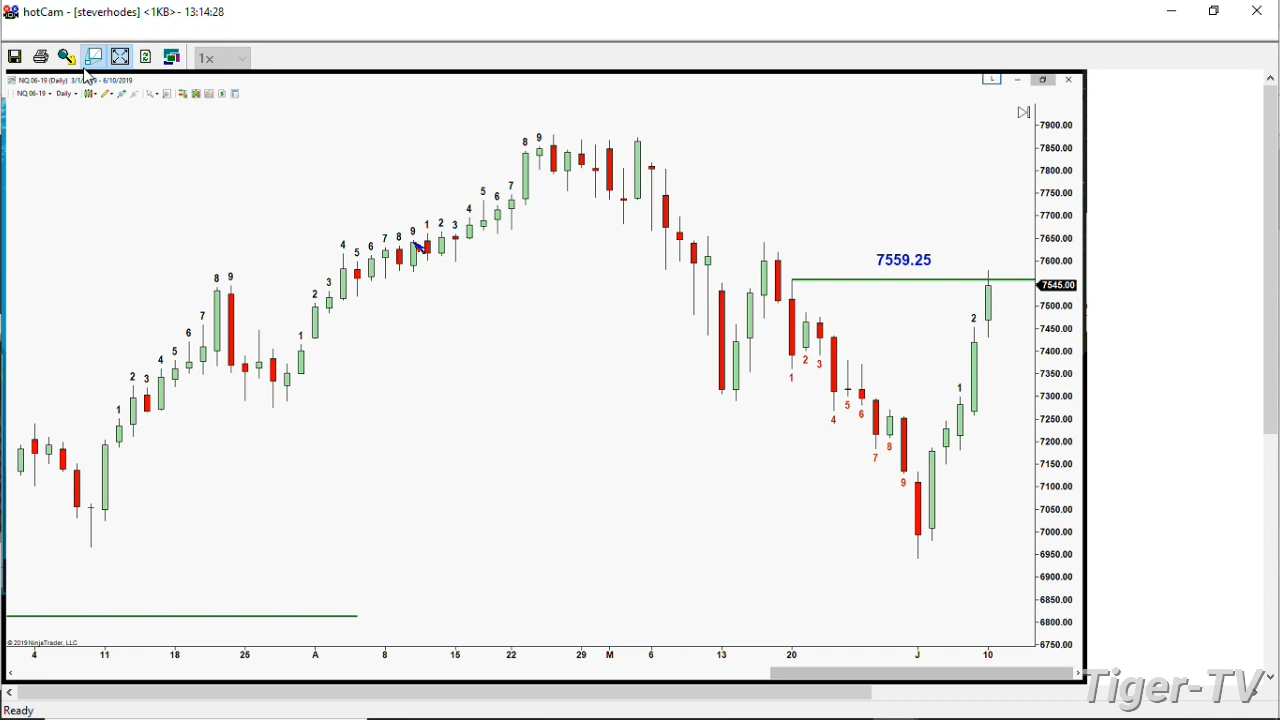 hotCam - [steverhodes] <1KB> - 13:14:28
1x
NQ 06-19 (Daily)
- 6/10/2019
L
NQ 06-19 Daily
7900.00
7850.00
7800.00
7750.00
7700.00
7650.00
7600.00
7545.00
7500.00
7450.00
7400.00
7350.00
7300.00
7250.00
7200.00
7150.00
7100.00
7050.00
7000.00
6950.00
6900.00
6850.00
6800.00
6750.00
7559.25
1 2 3 4 5 6 7 8 9
1 2 3 4 5 6 7 8 9
1 2 3 4 5 6 7 8 9
1 2 3 4 5 6 7 8 9
1 2
© 2019 NinjaTrader, LLC
4 11 18 25 A 8 15 22 29 M 6 13 20 J 10
Tiger-TV
Ready